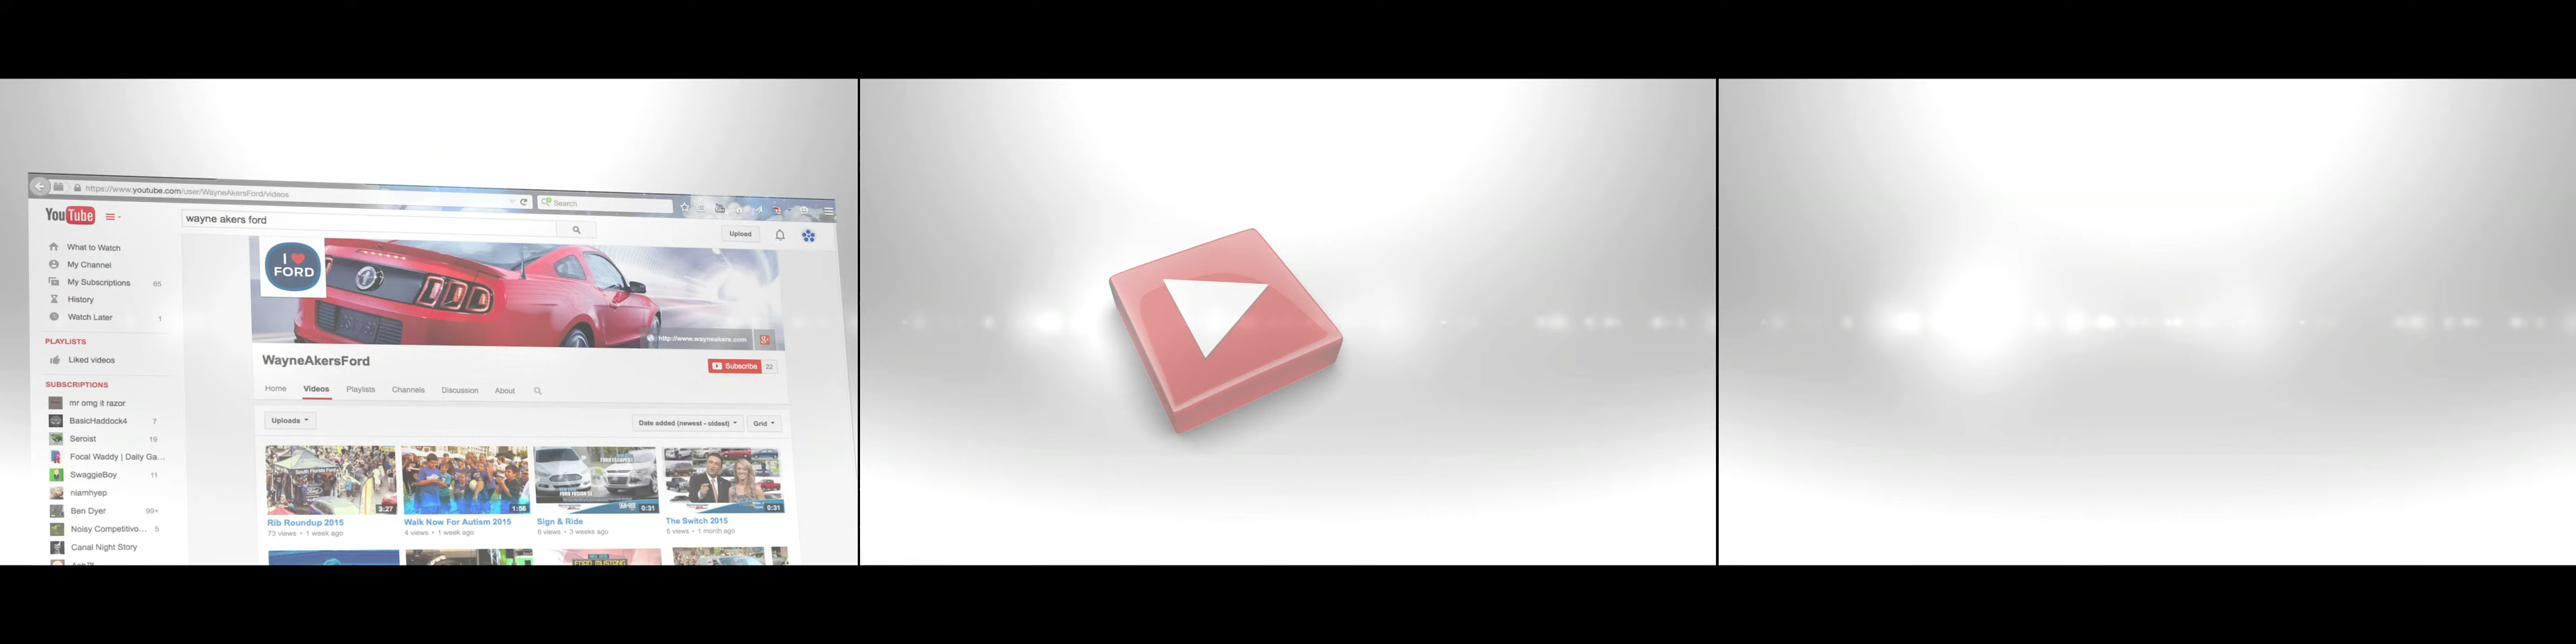 https://www.youtube.com/user/WayneAkersFord/videos
Search
YouTube
wayne akers ford
Upload
What to Watch
My Channel
My Subscriptions 65
History
Watch Later 1
PLAYLISTS
Liked videos
SUBSCRIPTIONS
mr omg it razor
BasicHaddock4 7
Seroist 19
Focal Waddy | Daily Ga...
SwaggieBoy 11
niamhyep
Ben Dyer 99+
Noisy Competitivo... 5
Canal Night Story
I
FORD
http://www.wayneakers.com
WayneAkersFord
Subscribe 22
Home Videos Playlists Channels Discussion About
Uploads
Date added (newest - oldest) Grid
3:27
1:56
0:31
0:31
Rib Roundup 2015
73 views • 1 week ago
Walk Now For Autism 2015
4 views • 1 week ago
Sign & Ride
6 views • 3 weeks ago
The Switch 2015
6 views • 1 month ago
FORD MUSTANG